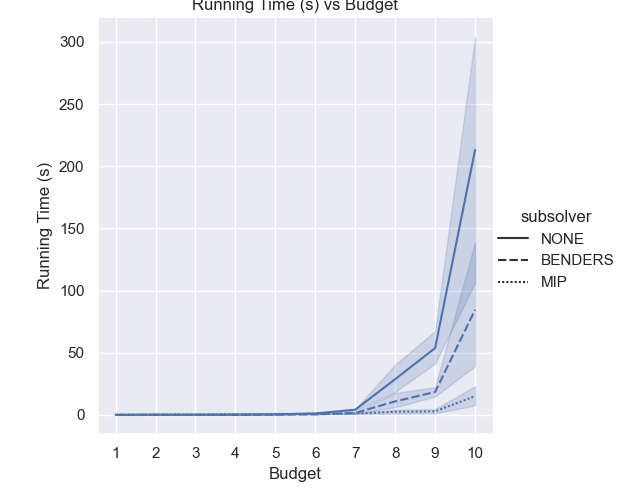 Running Time (s) vs Budget
300
250
200
150
100
50
0
Running Time (s)
1 2 3 4 5 6 7 8 9 10
Budget
subsolver
NONE
BENDERS
MIP